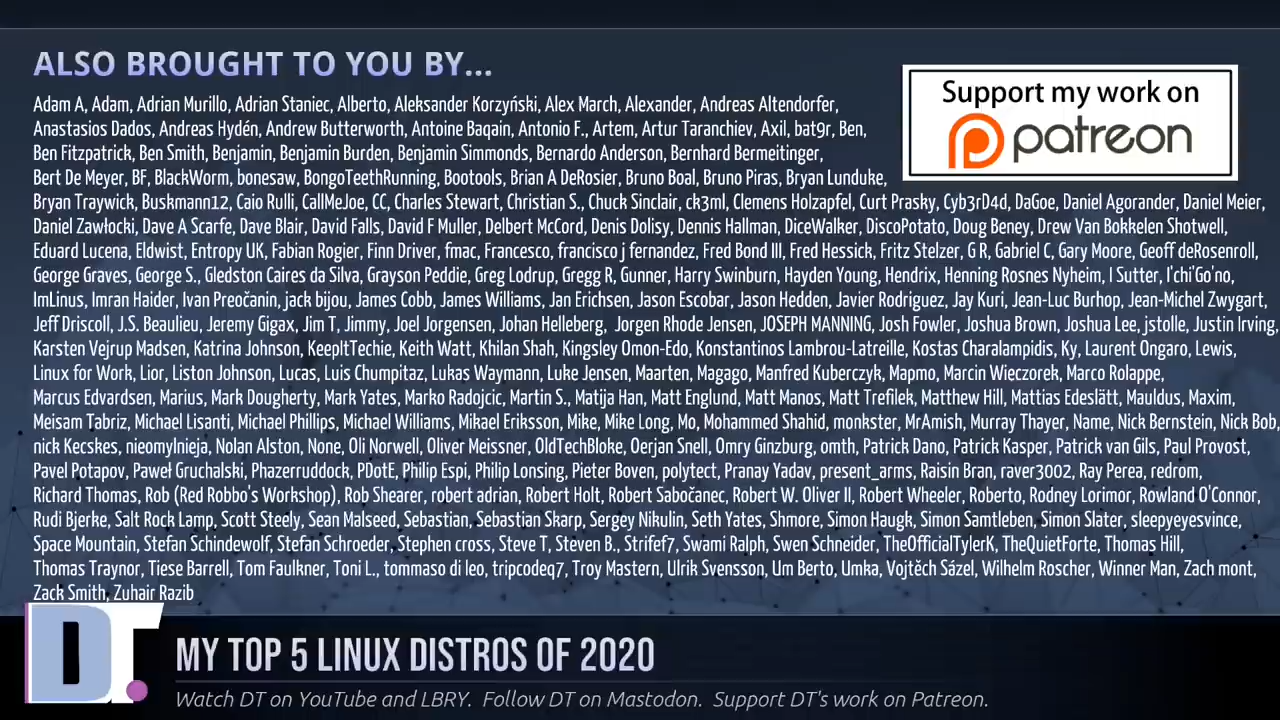 ALSO BROUGHT TO YOU BY...
Support my work on
patreon
Adam A, Adam, Adrian Murillo, Adrian Staniec, Alberto, Aleksander Korzyński, Alex March, Alexander, Andreas Altendorfer,
Anastasios Dados, Andreas Hydén, Andrew Butterworth, Antoine Baqain, Antonio F., Artem, Artur Taranchiev, Axil, bat9r, Ben,
Ben Fitzpatrick, Ben Smith, Benjamin, Benjamin Burden, Benjamin Simmonds, Bernardo Anderson, Bernhard Bermeitinger,
Bert De Meyer, BF, BlackWorm, bonesaw, BongoTeethRunning, Bootools, Brian A DeRosier, Bruno Boal, Bruno Piras, Bryan Lunduke,
Bryan Traywick, Buskmann12, Caio Rulli, CallMeJoe, CC, Charles Stewart, Christian S., Chuck Sinclair, ck3ml, Clemens Holzapfel, Curt Prasky, Cyb3rD4d, DaGoe, Daniel Agorander, Daniel Meier,
Daniel Zawłocki, Dave A Scarfe, Dave Blair, David Falls, David F Muller, Delbert McCord, Denis Dolisy, Dennis Hallman, DiceWalker, DiscoPotato, Doug Beney, Drew Van Bokkelen Shotwell,
Eduard Lucena, Eldwist, Entropy UK, Fabian Rogier, Finn Driver, fmac, Francesco, francisco j fernandez, Fred Bond III, Fred Hessick, Fritz Stelzer, G R, Gabriel C, Gary Moore, Geoff deRosenroll,
George Graves, George S., Gledston Caires da Silva, Grayson Peddie, Greg Lodrup, Gregg R, Gunner, Harry Swinburn, Hayden Young, Hendrix, Henning Rosnes Nyheim, I Sutter, I'chi'Go'no,
ImLinus, Imran Haider, Ivan Preočanin, jack bijou, James Cobb, James Williams, Jan Erichsen, Jason Escobar, Jason Hedden, Javier Rodriguez, Jay Kuri, Jean-Luc Burhop, Jean-Michel Zwygart,
Jeff Driscoll, J.S. Beaulieu, Jeremy Gigax, Jim T, Jimmy, Joel Jorgensen, Johan Helleberg, Jorgen Rhode Jensen, JOSEPH MANNING, Josh Fowler, Joshua Brown, Joshua Lee, jstolle, Justin Irving,
Karsten Vejrup Madsen, Katrina Johnson, KeepItTechie, Keith Watt, Khilan Shah, Kingsley Omon-Edo, Konstantinos Lambrou-Latreille, Kostas Charalampidis, Ky, Laurent Ongaro, Lewis,
Linux for Work, Lior, Liston Johnson, Lucas, Luis Chumpitaz, Lukas Waymann, Luke Jensen, Maarten, Magago, Manfred Kuberczyk, Mapmo, Marcin Wieczorek, Marco Rolappe,
Marcus Edvardsen, Marius, Mark Dougherty, Mark Yates, Marko Radojcic, Martin S., Matija Han, Matt Englund, Matt Manos, Matt Trefilek, Matthew Hill, Mattias Edeslätt, Mauldus, Maxim,
Meisam Tabriz, Michael Lisanti, Michael Phillips, Michael Williams, Mikael Eriksson, Mike, Mike Long, Mo, Mohommed Shahid, monkster, MrAmish, Murray Thayer, Name, Nick Bernstein, Nick Bob,
nick Kecskes, nieomylnieja, Nolan Alston, None, Oli Norwell, Oliver Meissner, OldTechBloke, Oerjan Snell, Omry Ginzburg, omth, Patrick Dano, Patrick Kasper, Patrick van Gils, Paul Provost,
Pavel Potapov, Paweł Gruchalski, Phazerruddock, PDotE, Philip Espi, Philip Lonsing, Pieter Boven, polytect, Pranay Yadav, present_arms, Raisin Bran, raver3002, Ray Perea, redrom,
Richard Thomas, Rob (Red Robbo's Workshop), Rob Shearer, robert adrian, Robert Holt, Robert Sabočanec, Robert W. Oliver II, Robert Wheeler, Roberto, Rodney Lorimor, Rowland O'Connor,
Rudi Bjerke, Salt Rock Lamp, Scott Steely, Sean Malseed, Sebastian, Sebastian Skarp, Sergey Nikulin, Seth Yates, Shmore, Simon Haugk, Simon Samtleben, Simon Slater, sleepyeyesvince,
Space Mountain, Stefan Schindewolf, Stefan Schroeder, Stephen cross, Steve T, Steven B., Strifef7, Swami Ralph, Swen Schneider, TheOfficialTylerK, TheQuietForte, Thomas Hill,
Thomas Traynor, Tiese Barrell, Tom Faulkner, Toni L., tommaso di leo, tripcodeq7, Troy Mastern, Ulrik Svensson, Um Berto, Umka, Vojtěch Sázel, Wilhelm Roscher, Winner Man, Zach mont,
Zack Smith, Zuhair Razib
DT.
MY TOP 5 LINUX DISTROS OF 2020
Watch DT on YouTube and LBRY. Follow DT on Mastodon. Support DT's work on Patreon.